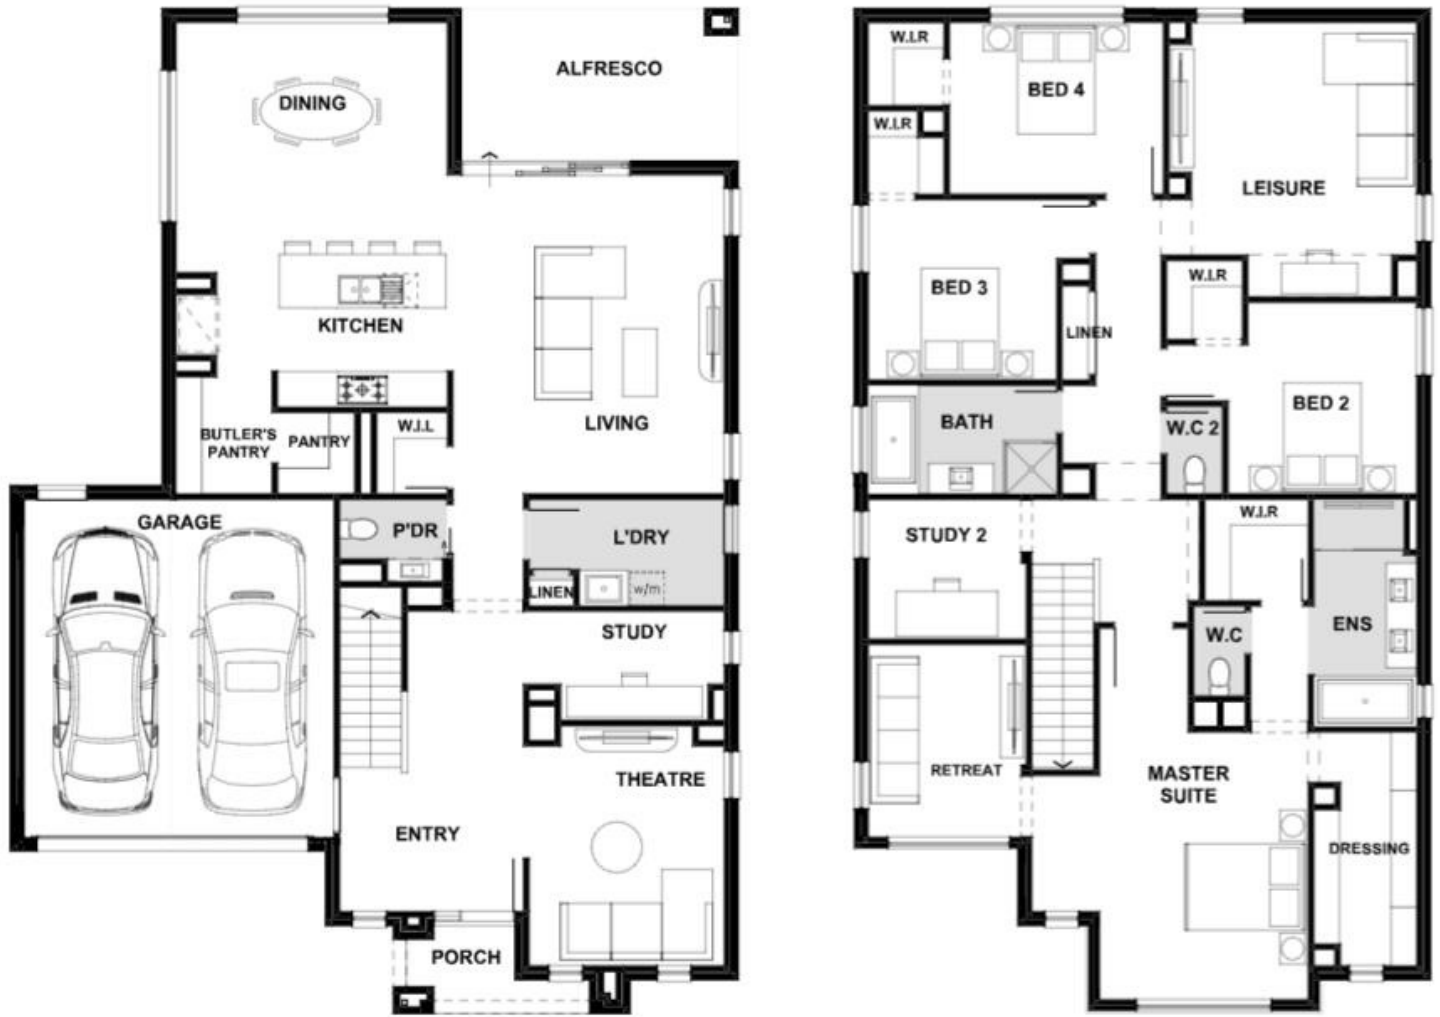 ALFRESCO
DINING
KITCHEN
LIVING
BUTLER'S
PANTRY
PANTRY
W.I.L
GARAGE
P'DR
L'DRY
LINEN
w/m
STUDY
THEATRE
ENTRY
PORCH
W.I.R
BED 4
W.I.R
LEISURE
BED 3
W.I.R
LINEN
BATH
W.C 2
BED 2
STUDY 2
W.I.R
W.C
ENS
RETREAT
MASTER
SUITE
DRESSING